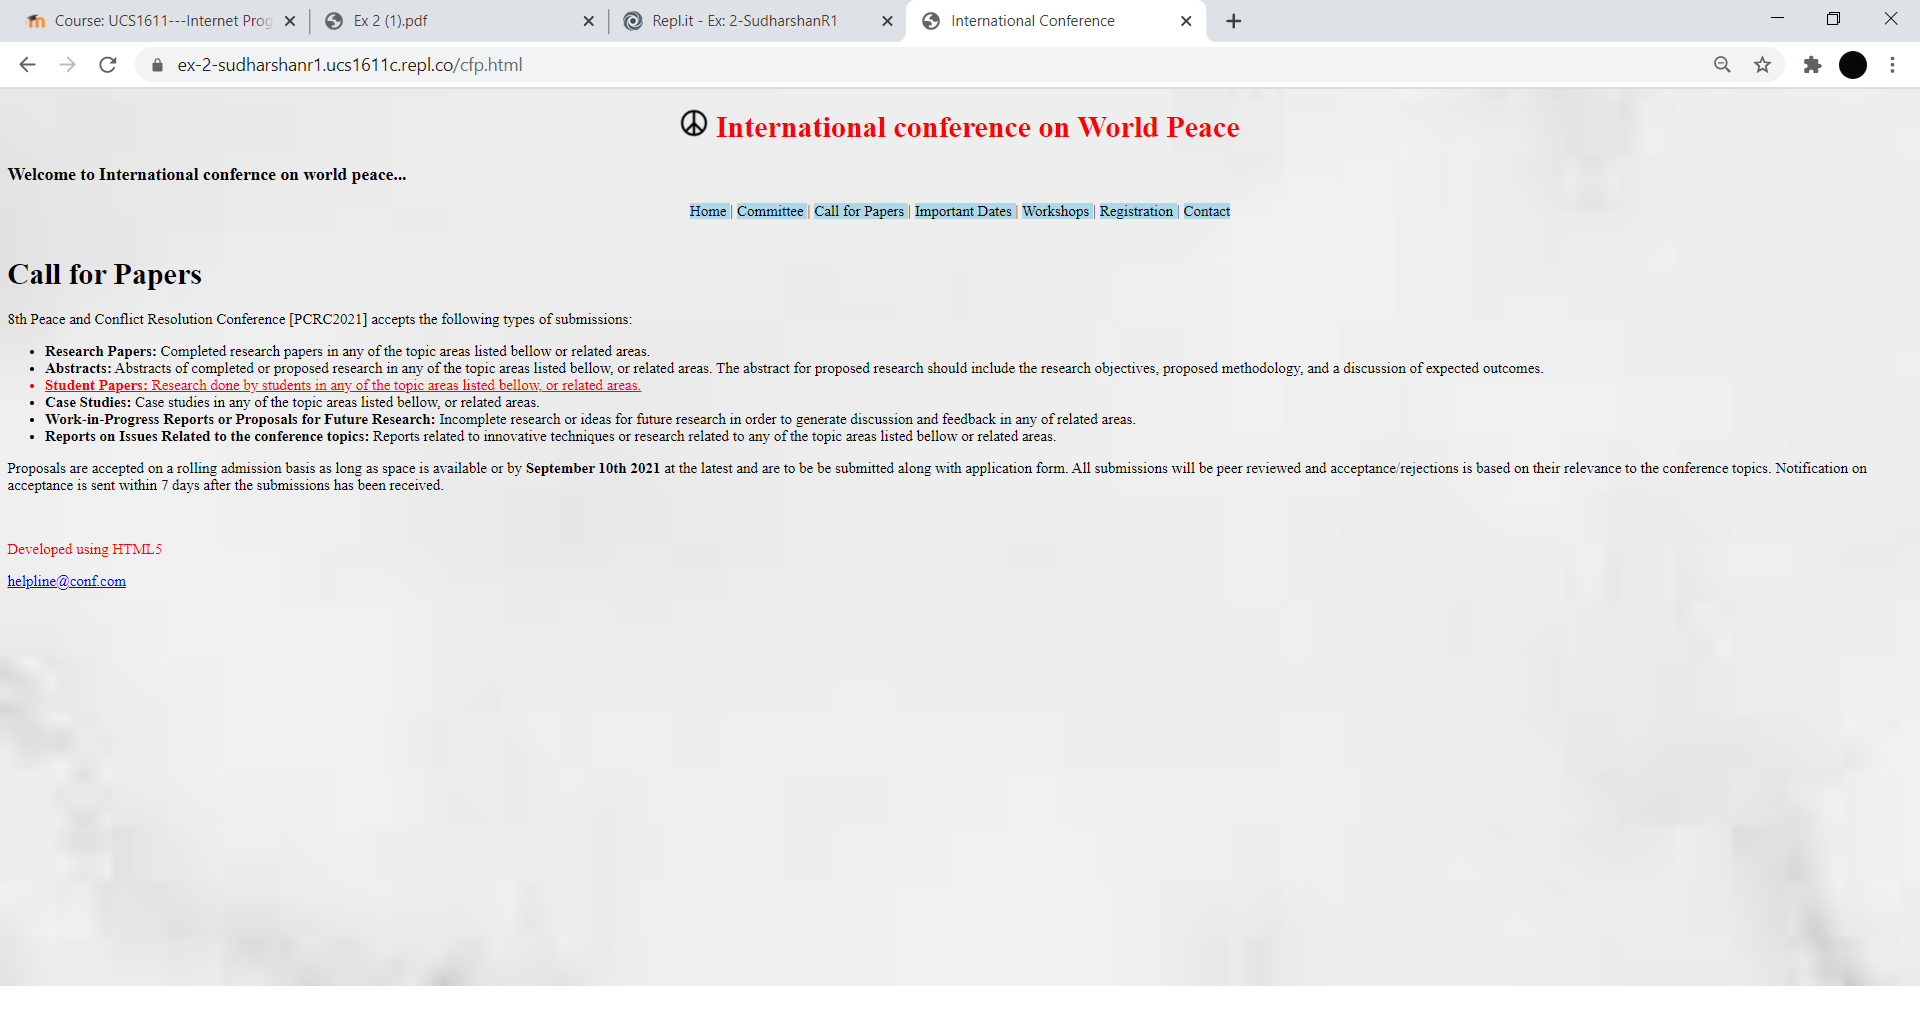 Course: UCS1611---Internet Prog
Ex 2 (1).pdf
Repl.it - Ex: 2-SudharshanR1
International Conference
ex-2-sudharshanr1.ucs1611c.repl.co/cfp.html
International conference on World Peace
Welcome to International confernce on world peace...
Home | Committee | Call for Papers | Important Dates | Workshops | Registration | Contact
Call for Papers
8th Peace and Conflict Resolution Conference [PCRC2021] accepts the following types of submissions:
• Research Papers: Completed research papers in any of the topic areas listed bellow or related areas.
• Abstracts: Abstracts of completed or proposed research in any of the topic areas listed bellow, or related areas. The abstract for proposed research should include the research objectives, proposed methodology, and a discussion of expected outcomes.
• Student Papers: Research done by students in any of the topic areas listed bellow, or related areas.
• Case Studies: Case studies in any of the topic areas listed bellow, or related areas.
• Work-in-Progress Reports or Proposals for Future Research: Incomplete research or ideas for future research in order to generate discussion and feedback in any of related areas.
• Reports on Issues Related to the conference topics: Reports related to innovative techniques or research related to any of the topic areas listed bellow or related areas.
Proposals are accepted on a rolling admission basis as long as space is available or by September 10th 2021 at the latest and are to be be submitted along with application form. All submissions will be peer reviewed and acceptance/rejections is based on their relevance to the conference topics. Notification on
acceptance is sent within 7 days after the submissions has been received.
Developed using HTML5
helpline@conf.com